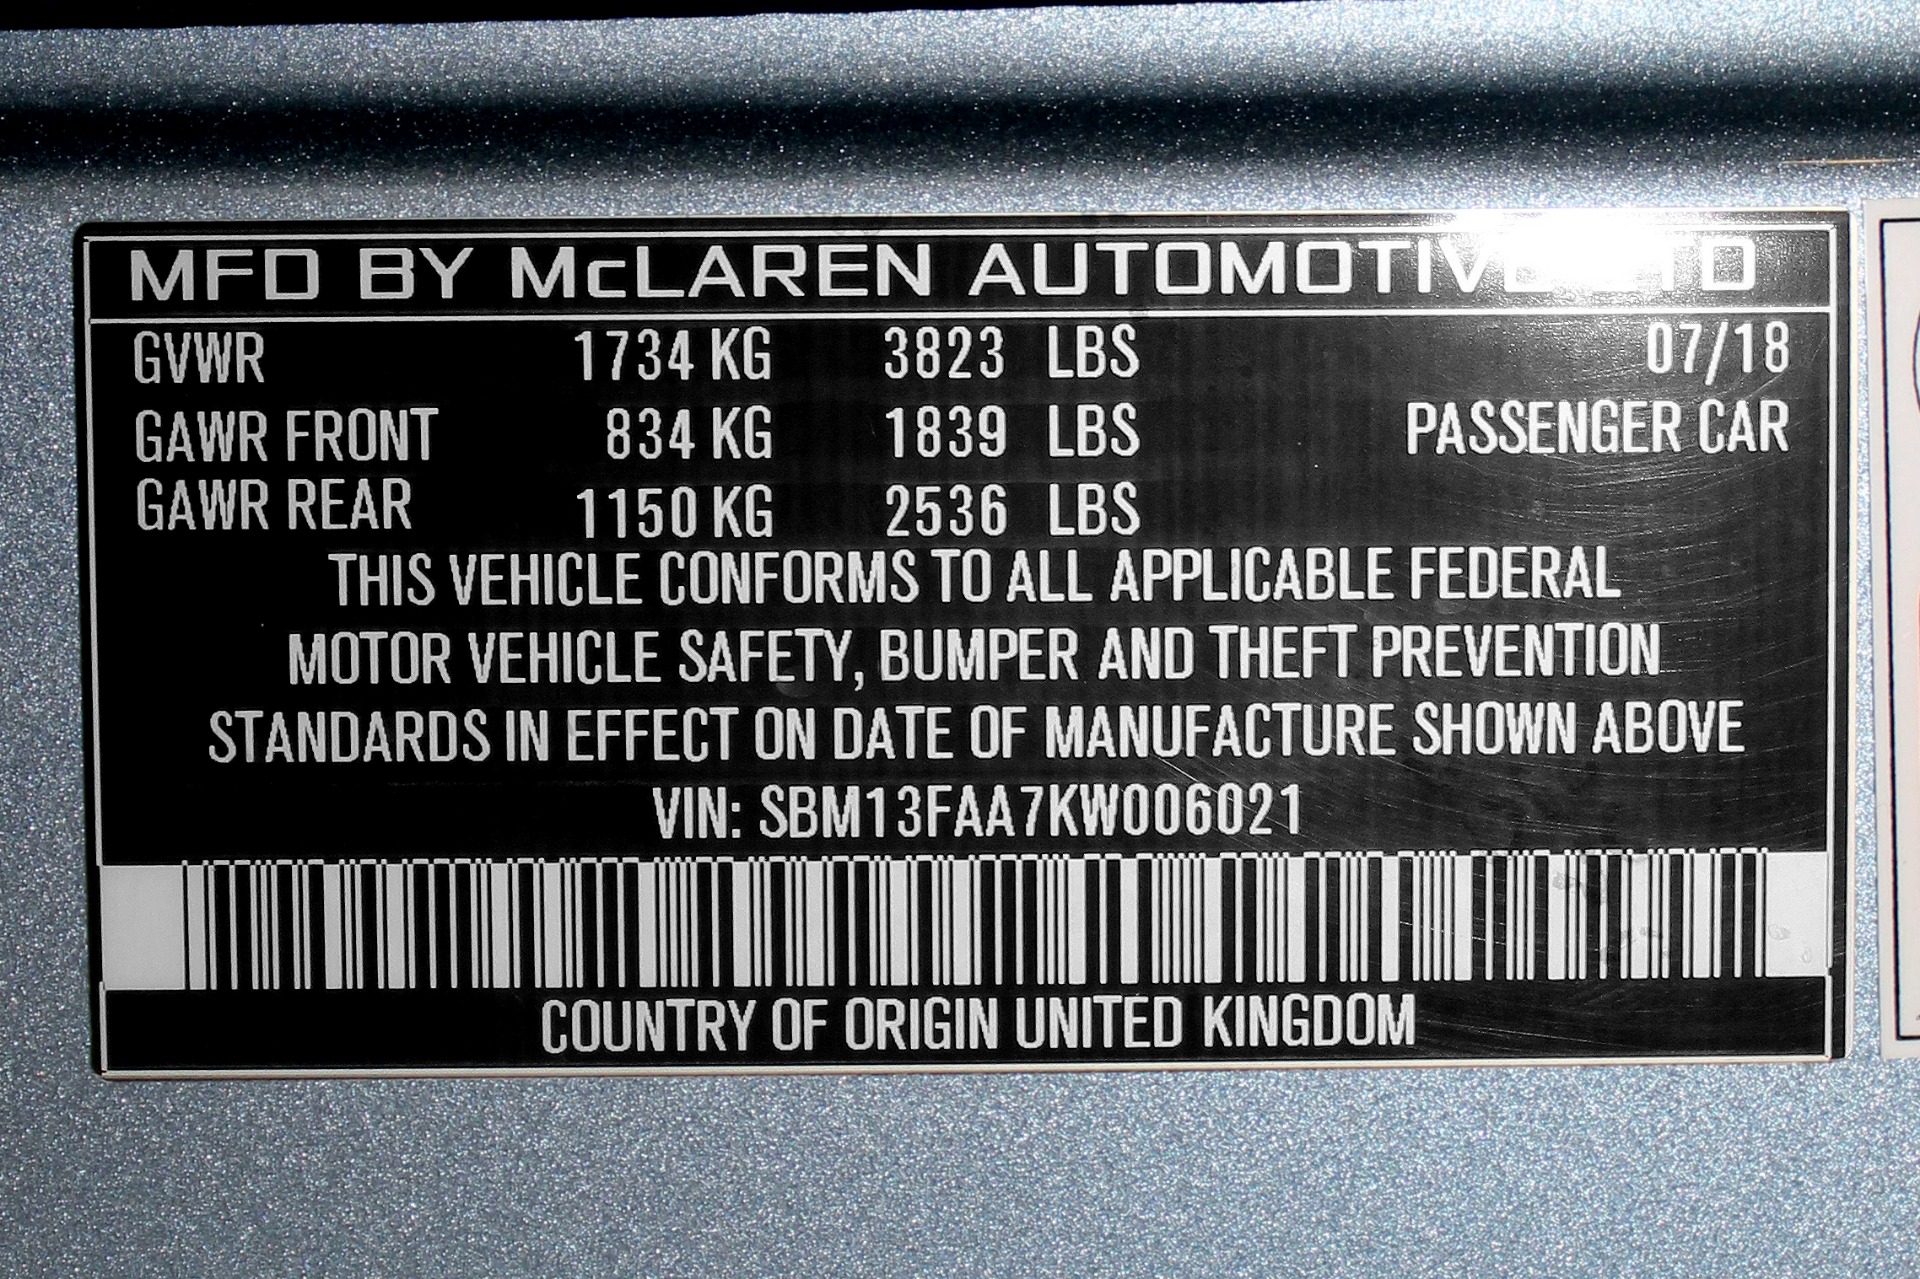 MFD BY McLAREN AUTOMOTIVE LTD
GVWR 1734 KG 3823 LBS 07/18
GAWR FRONT 834 KG 1839 LBS PASSENGER CAR
GAWR REAR 1150 KG 2536 LBS
THIS VEHICLE CONFORMS TO ALL APPLICABLE FEDERAL
MOTOR VEHICLE SAFETY, BUMPER AND THEFT PREVENTION
STANDARDS IN EFFECT ON DATE OF MANUFACTURE SHOWN ABOVE
VIN: SBM13FAA7KW006021
COUNTRY OF ORIGIN UNITED KINGDOM